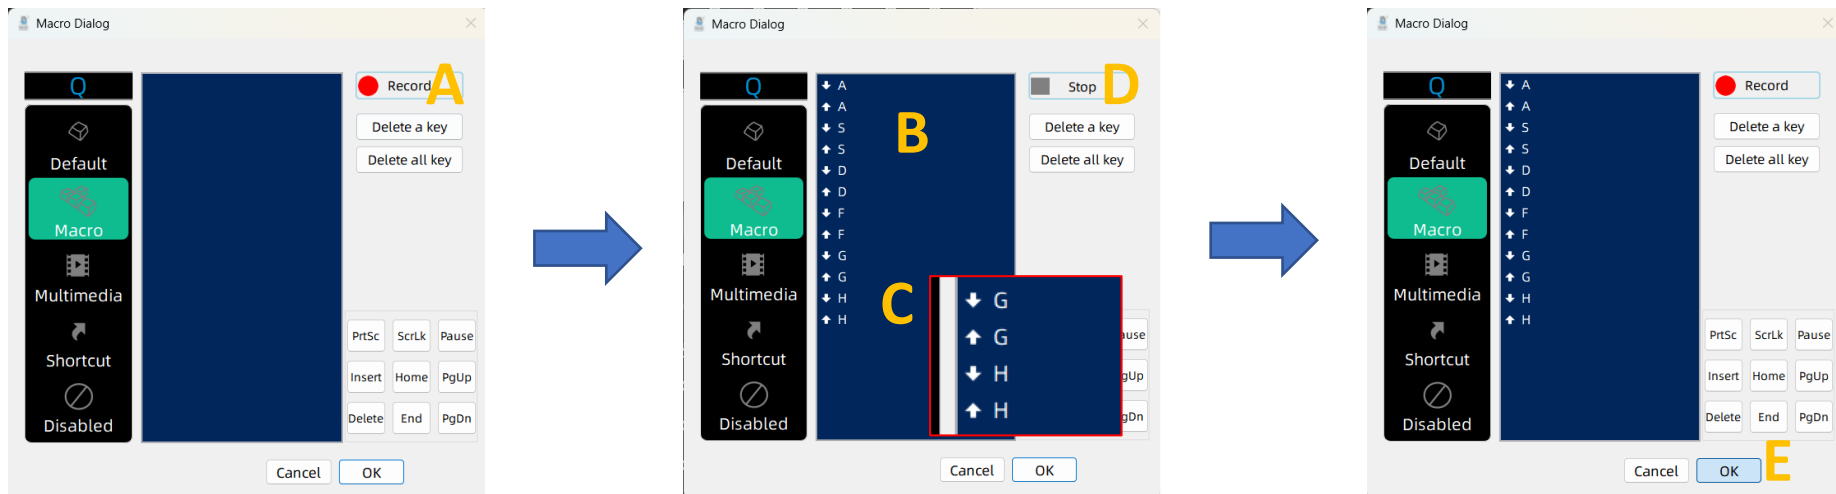 Macro Dialog
Q
Record
A
Delete a key
Delete all key
Default
Macro
Multimedia
Shortcut
Disabled
PrtSc ScrLk Pause
Insert Home PgUp
Delete End PgDn
Cancel OK
Macro Dialog
Q
Stop
D
Delete a key
Delete all key
Default
Macro
Multimedia
Shortcut
Disabled
A
A
S
S
D
D
F
F
G
G
H
H
B
C
G
G
H
H
ause
gUp
gDn
Cancel OK
Macro Dialog
Q
Record
Delete a key
Delete all key
Default
Macro
Multimedia
Shortcut
Disabled
A
A
S
S
D
D
F
F
G
G
H
H
PrtSc ScrLk Pause
Insert Home PgUp
Delete End PgDn
Cancel OK
E